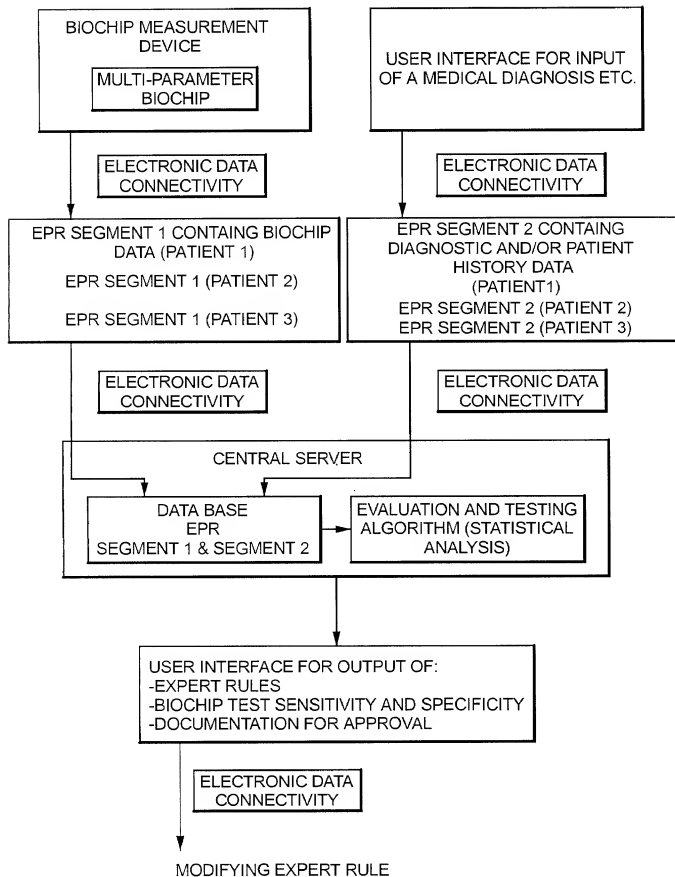 BIOCHIP MEASUREMENT
DEVICE
MULTI-PARAMETER
BIOCHIP
USER INTERFACE FOR INPUT
OF A MEDICAL DIAGNOSIS ETC.
ELECTRONIC DATA
CONNECTIVITY
ELECTRONIC DATA
CONNECTIVITY
EPR SEGMENT 1 CONTAING BIOCHIP
DATA (PATIENT 1)
EPR SEGMENT 1 (PATIENT 2)
EPR SEGMENT 1 (PATIENT 3)
EPR SEGMENT 2 CONTAING
DIAGNOSTIC AND/OR PATIENT
HISTORY DATA
(PATIENT1)
EPR SEGMENT 2 (PATIENT 2)
EPR SEGMENT 2 (PATIENT 3)
ELECTRONIC DATA
CONNECTIVITY
ELECTRONIC DATA
CONNECTIVITY
CENTRAL SERVER
DATA BASE
EPR
SEGMENT 1 & SEGMENT 2
EVALUATION AND TESTING
ALGORITHM (STATISTICAL
ANALYSIS)
USER INTERFACE FOR OUTPUT OF:
-EXPERT RULES
-BIOCHIP TEST SENSITIVITY AND SPECIFICITY
-DOCUMENTATION FOR APPROVAL
ELECTRONIC DATA
CONNECTIVITY
MODIFYING EXPERT RULE